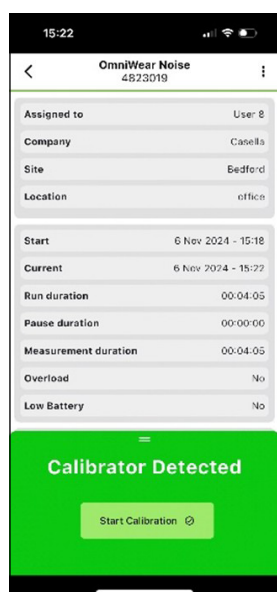 15:22
OmniWear Noise
4823019
Assigned to User 8
Company Casella
Site Bedford
Location office
Start 6 Nov 2024 - 15:18
Current 6 Nov 2024 - 15:22
Run duration 00:04:05
Pause duration 00:00:00
Measurement duration 00:04:05
Overload No
Low Battery No
Calibrator Detected
Start Calibration